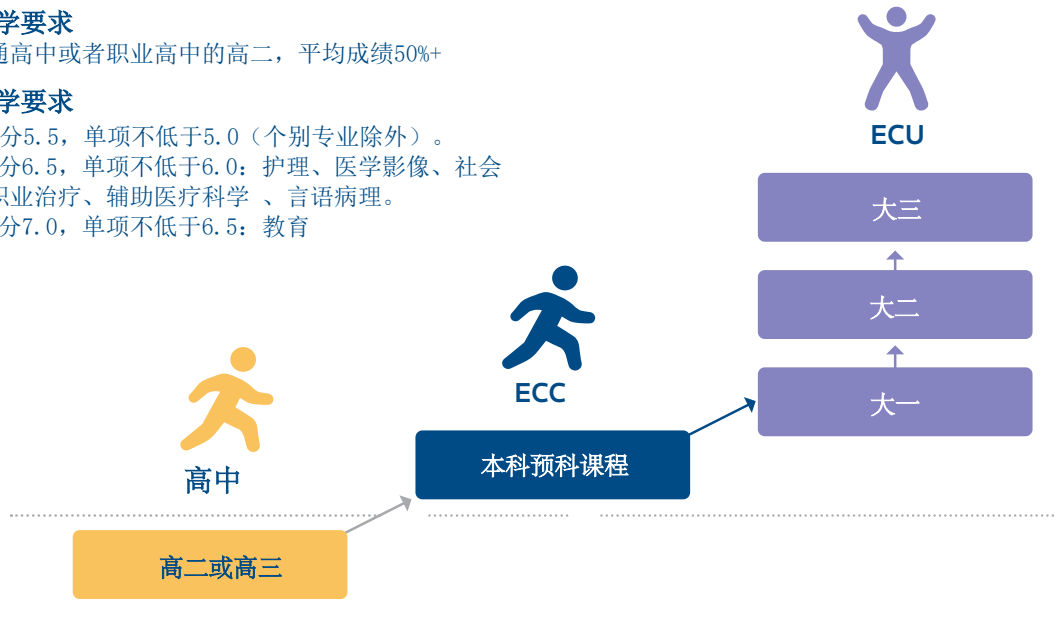 学要求
通高中或者职业高中的高二，平均成绩50%+
学要求
分5.5，单项不低于5.0（个别专业除外）。
分6.5，单项不低于6.0：护理、医学影像、社会
职业治疗、辅助医疗科学 、言语病理。
分7.0，单项不低于6.5：教育
ECU
大三
大二
大一
ECC
本科预科课程
高中
高二或高三